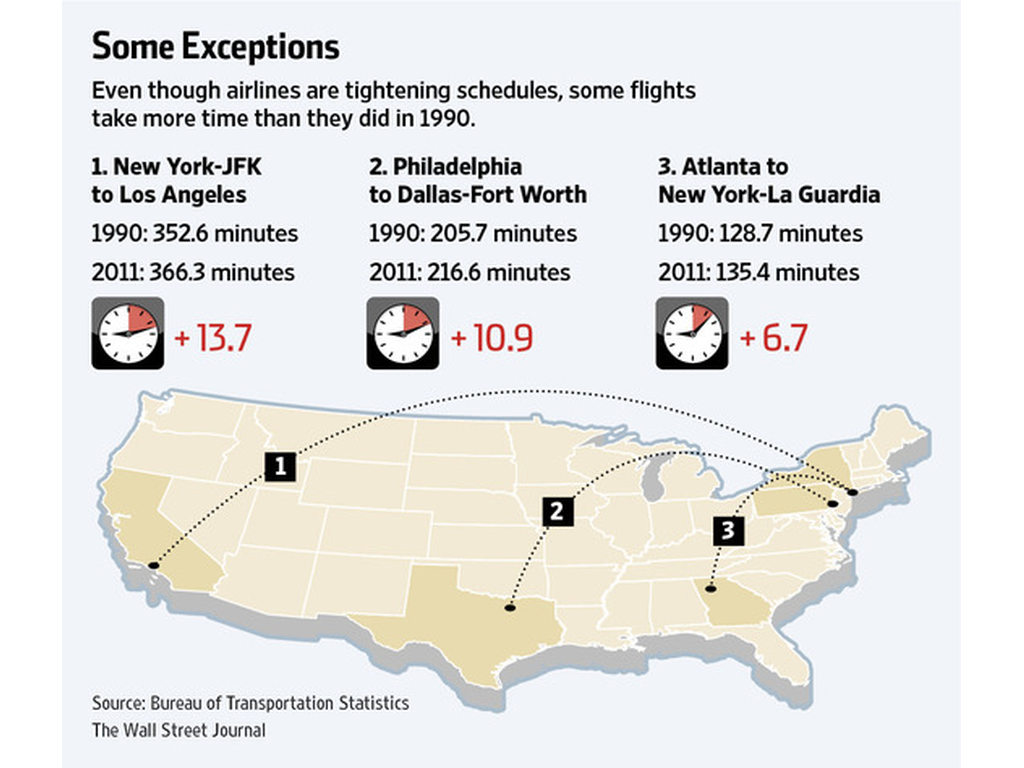 Some Exceptions
Even though airlines are tightening schedules, some flights
take more time than they did in 1990.
1. New York-JFK
to Los Angeles
1990: 352.6 minutes
2011: 366.3 minutes
+ 13.7
2. Philadelphia
to Dallas-Fort Worth
1990: 205.7 minutes
2011: 216.6 minutes
+ 10.9
3. Atlanta to
New York-La Guardia
1990: 128.7 minutes
2011: 135.4 minutes
+ 6.7
1
2
3
Source: Bureau of Transportation Statistics
The Wall Street Journal